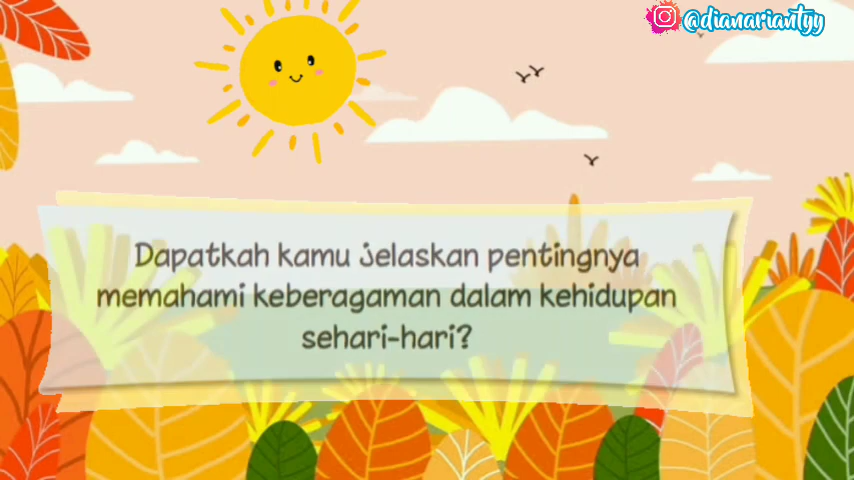 @dianariantyy
Dapatkah kamu jelaskan pentingnya
memahami keberagaman dalam kehidupan
sehari-hari?